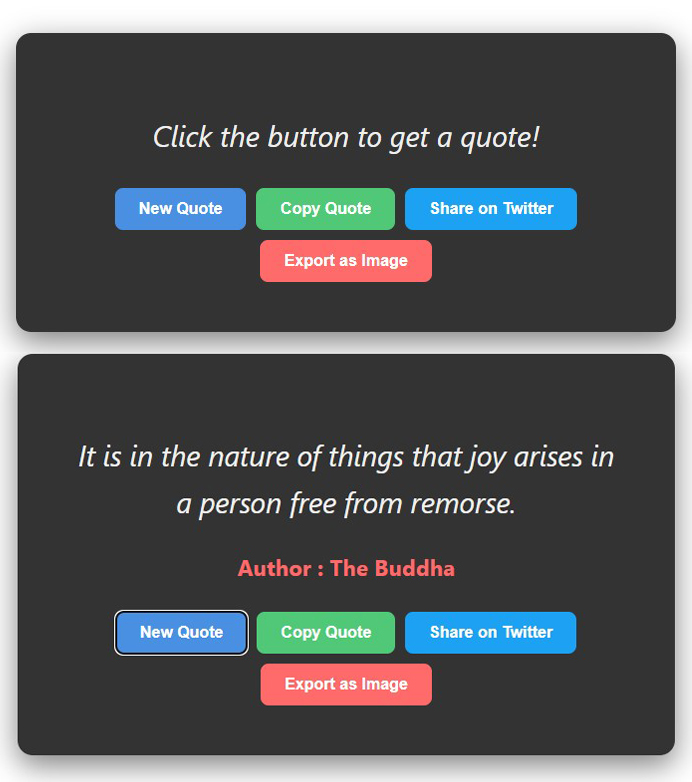 Click the button to get a quote!
New Quote
Copy Quote
Share on Twitter
Export as Image
It is in the nature of things that joy arises in
a person free from remorse.
Author : The Buddha
New Quote
Copy Quote
Share on Twitter
Export as Image